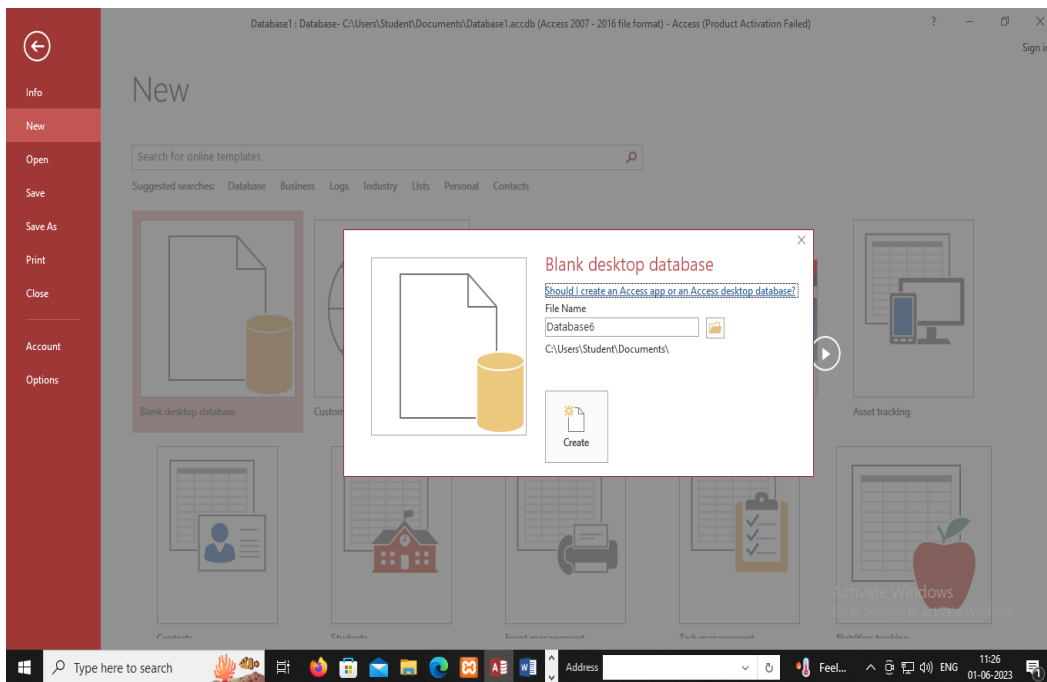 Database1 : Database- C:\Users\Student\Documents\Database1.accdb (Access 2007 - 2016 file format) - Access (Product Activation Failed)
?
Sign in
Info
New
Open
Save
Save As
Print
Close
Account
Options
New
Search for online templates
Suggested searches: Database Business Logs Industry Lists Personal Contacts
Blank desktop database
Should I create an Access app or an Access desktop database?
File Name
Database6
C:\Users\Student\Documents\
Create
Blank desktop database
Custom
Asset tracking
Activate Windows
Go to Settings to activate Windows.
Contacts
Students
Event management
Task management
Nutrition tracking
Type here to search
Address
Feel...
ENG
11:26
01-06-2023
1